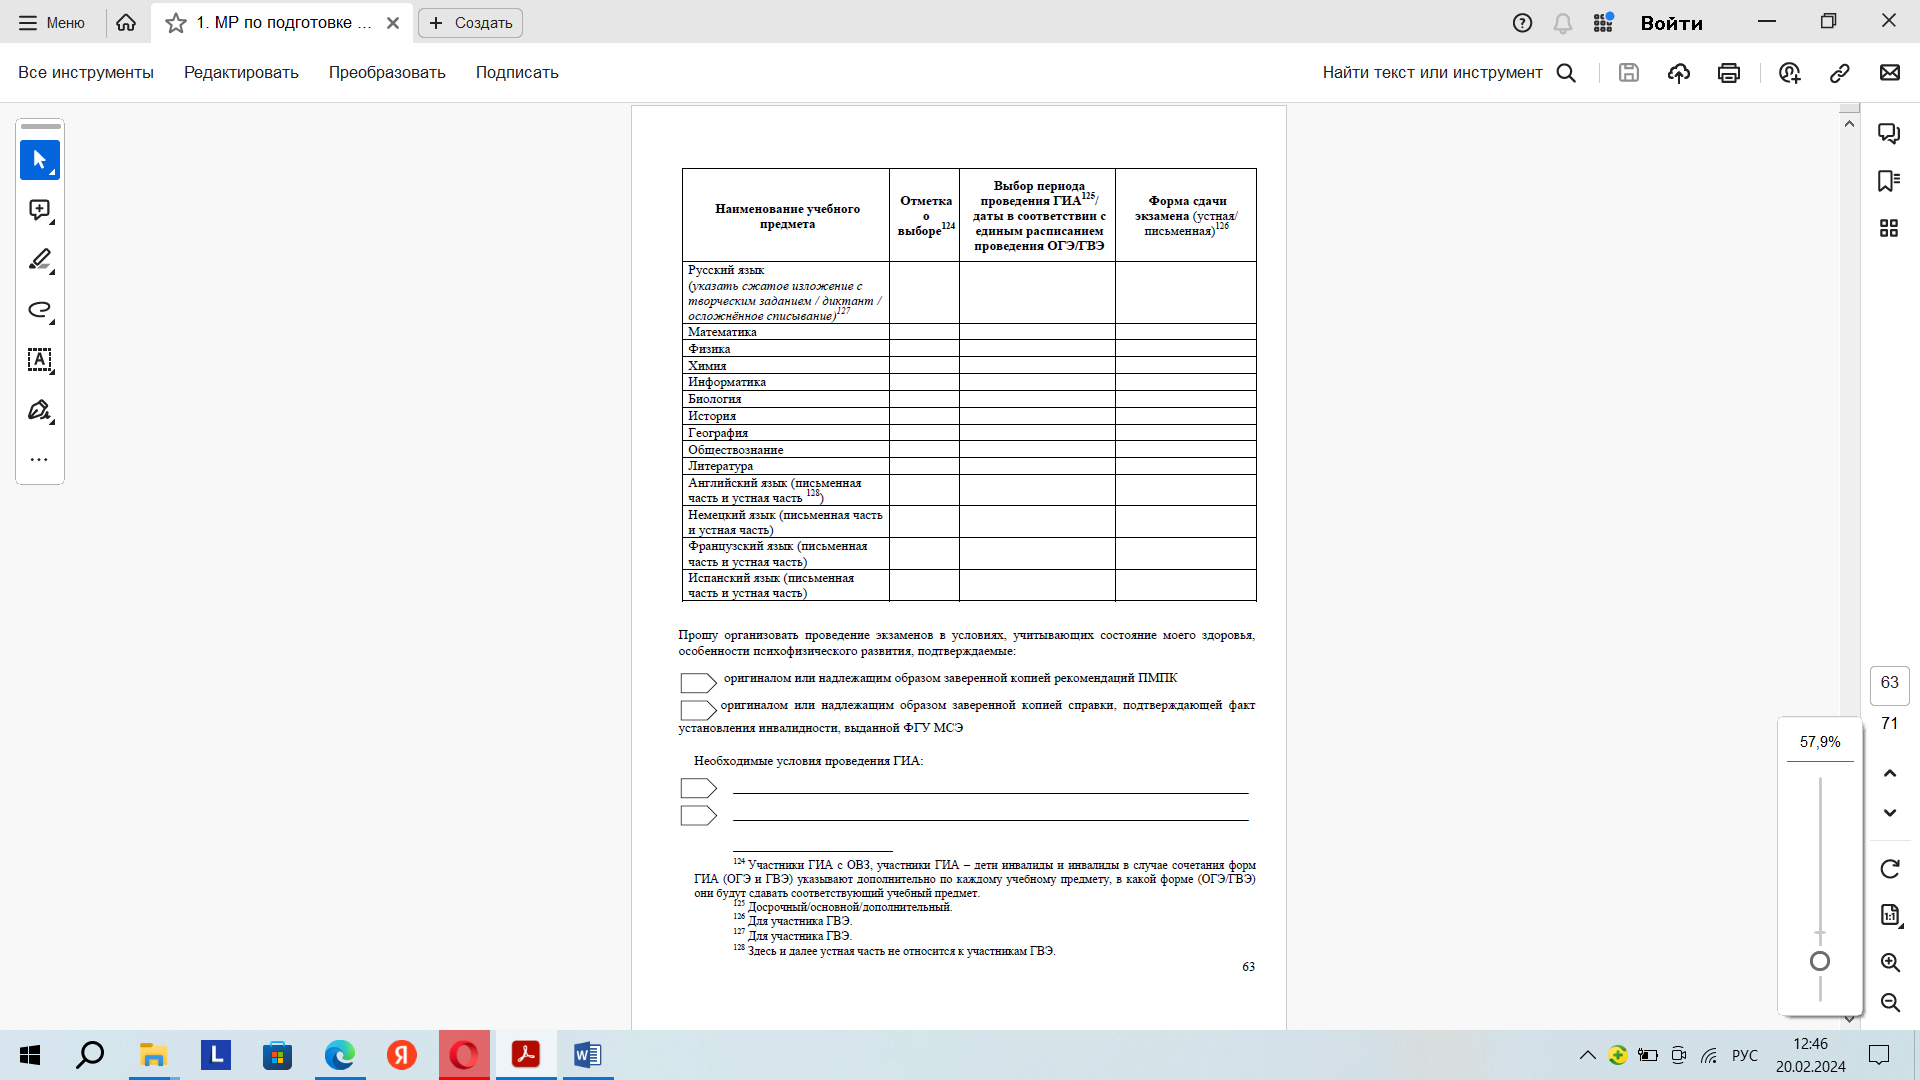 Меню
1. МР по подготовке ...
Создать
Войти
Все инструменты
Редактировать
Преобразовать
Подписать
Найти текст или инструмент
Наименование учебного
предмета
Отметка
о
выборе124
Выбор периода
проведения ГИА125/
даты в соответствии с
единым расписанием
проведения ОГЭ/ГВЭ
Форма сдачи
экзамена (устная/
письменная)126
Русский язык
(указать сжатое изложение с
творческим заданием / диктант /
осложнённое списывание)127
Математика
Физика
Химия
Информатика
Биология
История
География
Обществознание
Литература
Английский язык (письменная
часть и устная часть 128)
Немецкий язык (письменная часть
и устная часть)
Французский язык (письменная
часть и устная часть)
Испанский язык (письменная
часть и устная часть)
Прошу организовать проведение экзаменов в условиях, учитывающих состояние моего здоровья,
особенности психофизического развития, подтверждаемые:
оригиналом или надлежащим образом заверенной копией рекомендаций ПМПК
оригиналом или надлежащим образом заверенной копией справки, подтверждающей факт
установления инвалидности, выданной ФГУ МСЭ
Необходимые условия проведения ГИА:
124 Участники ГИА с ОВЗ, участники ГИА – дети инвалиды и инвалиды в случае сочетания форм
ГИА (ОГЭ и ГВЭ) указывают дополнительно по каждому учебному предмету, в какой форме (ОГЭ/ГВЭ)
они будут сдавать соответствующий учебный предмет.
125 Досрочный/основной/дополнительный.
126 Для участника ГВЭ.
127 Для участника ГВЭ.
128 Здесь и далее устная часть не относится к участникам ГВЭ.
63
63
71
57,9%
1:1
L
Я
W
РУС
12:46
20.02.2024